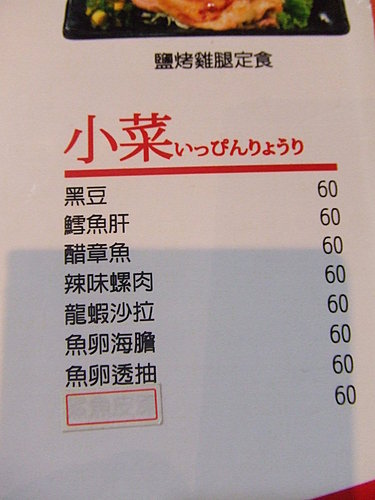 鹽烤雞腿定食
小菜いっぴんりょうり
黑豆 60
鱈魚肝 60
醋章魚 60
辣味螺肉 60
龍蝦沙拉 60
魚卵海膽 60
魚卵透抽 60
60